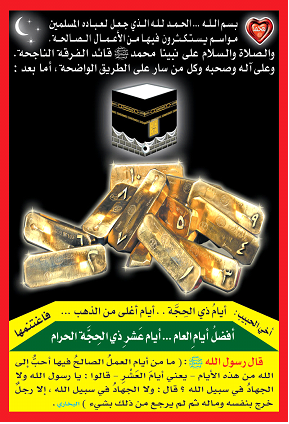 بسم الله ... الحمد لله الذي جعل لعباده المسلمين
مواسم يستكثرون فيها من الأعمال الصالحة.
والصلاة والسلام على نبينا محمد ﷺ قائد الفرقة الناجحة.
وعلى آله وصحبه وكل من سار على الطريق الواضحة ، أما بعد :
أخي الحبيب: أيامُ ذي الحِجَّة .. أيام أغلى من الذهب ... فاغتنمها
أفضلُ أيام العام ... أيام عَشر ذي الحِجَّة الحرام
قال رسول الله ﷺ : ( ما من أيام العملُ الصالحُ فيها أحبُّ إلى
الله من هذه الأيام - يعني أيامَ العَشْرِ - قالوا : يا رسول الله ولا
الجهادُ في سبيل الله ؟ قال : ولا الجهادُ في سبيل الله . إلا رجلٌ
خرج بنفسه وماله ثم لم يرجع من ذلك بشيء ) البخاري .